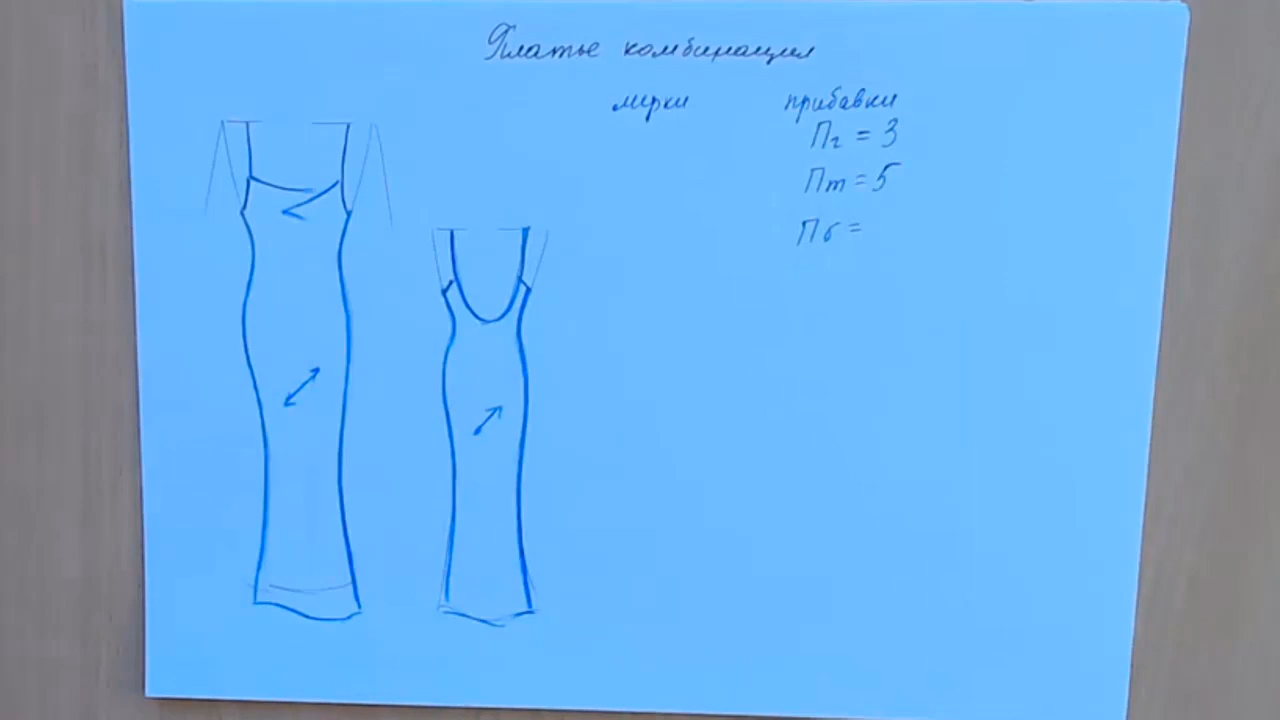 Платье комбинация
мерки прибавки
Пг = 3
Пт = 5
Пб =